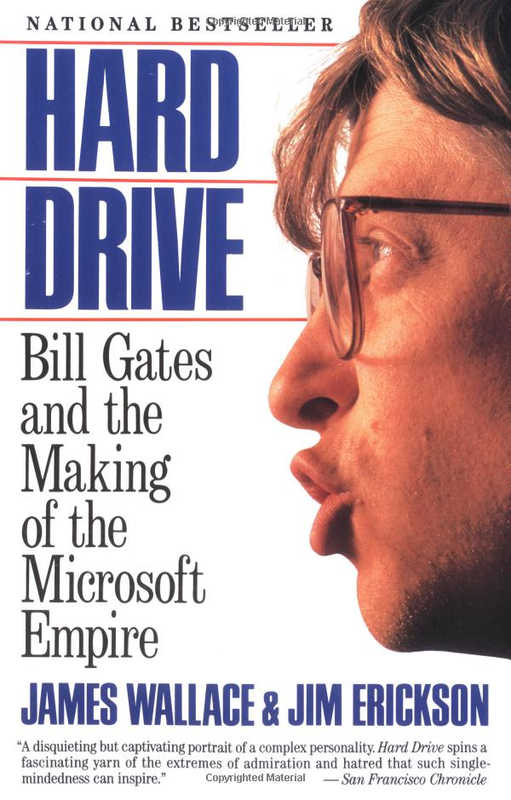 NATIONAL BESTSELLER
Copyrighted Material
HARD
DRIVE
Bill Gates
and the
Making
of the
Microsoft
Empire
JAMES WALLACE & JIM ERICKSON
“A disquieting but captivating portrait of a complex personality. Hard Drive spins a
fascinating yarn of the extremes of admiration and hatred that such single-
mindedness can inspire.” — San Francisco Chronicle
Copyrighted Material